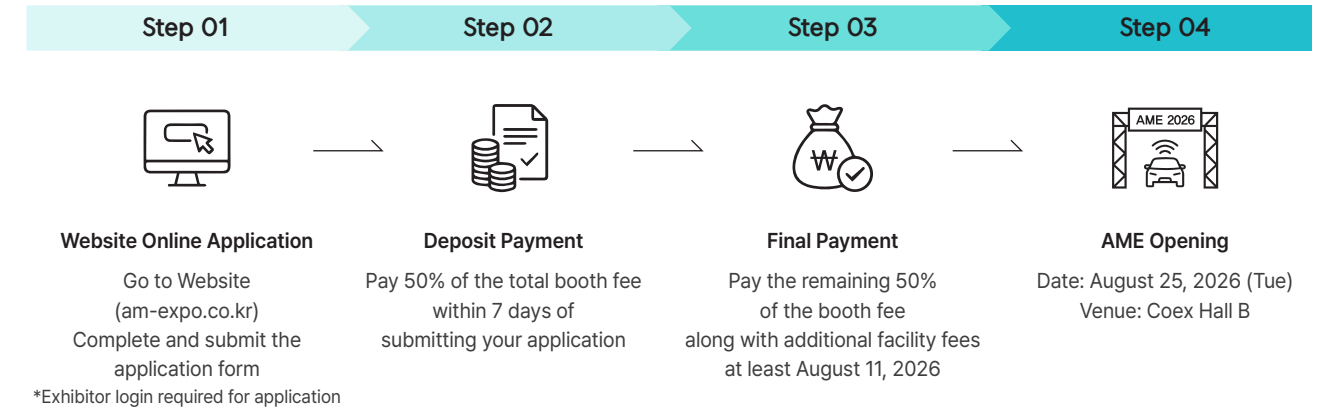 Step 01
Step 02
Step 03
Step 04
₩
AME 2026
Website Online Application
Go to Website
(am-expo.co.kr)
Complete and submit the
application form
*Exhibitor login required for application
Deposit Payment
Pay 50% of the total booth fee
within 7 days of
submitting your application
Final Payment
Pay the remaining 50%
of the booth fee
along with additional facility fees
at least August 11, 2026
AME Opening
Date: August 25, 2026 (Tue)
Venue: Coex Hall B